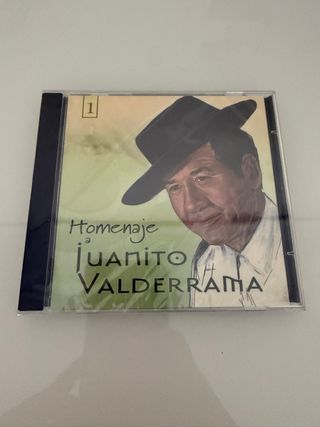 1
Homenaje
a
Juanito
Valderrama